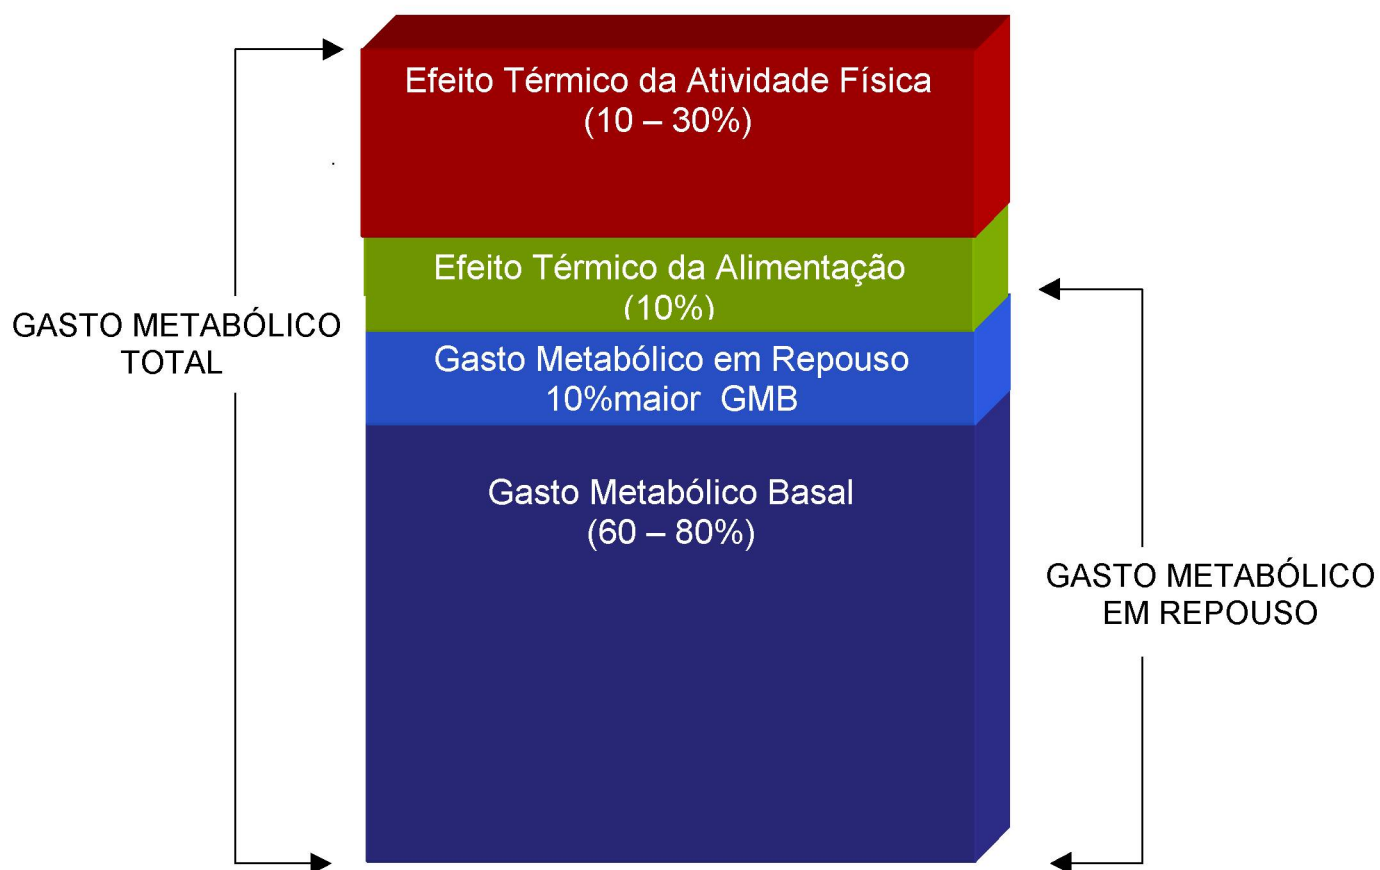 Efeito Térmico da Atividade Física
(10 – 30%)
Efeito Térmico da Alimentação
(10%)
GASTO METABÓLICO
TOTAL
Gasto Metabólico em Repouso
10%maior GMB
Gasto Metabólico Basal
(60 – 80%)
GASTO METABÓLICO
EM REPOUSO